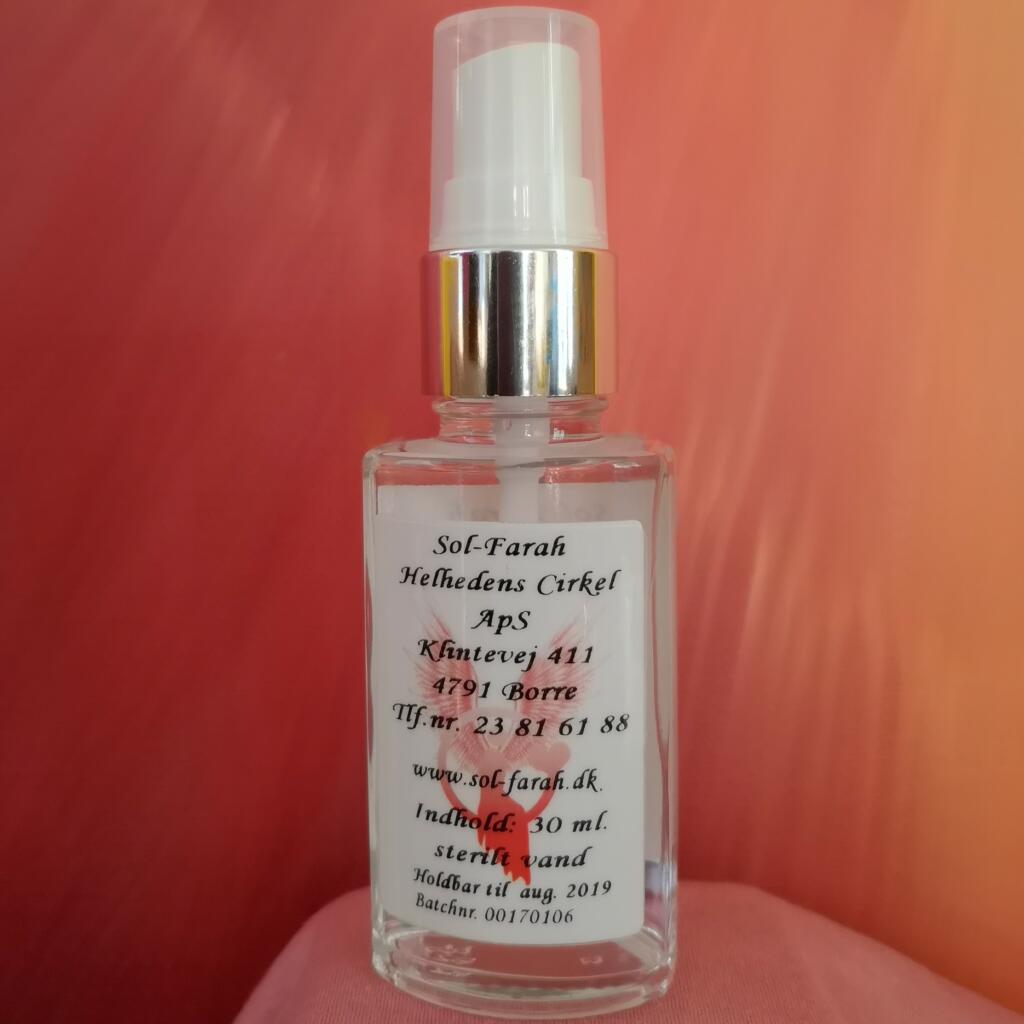 Sol-Farah
Helhedens Cirkel
ApS
Klintevej 411
4791 Borre
Tlf.nr. 23 81 61 88
www.sol-farah.dk.
Indhold: 30 ml.
sterilt vand
Holdbar til aug. 2019
Batchnr. 00170106